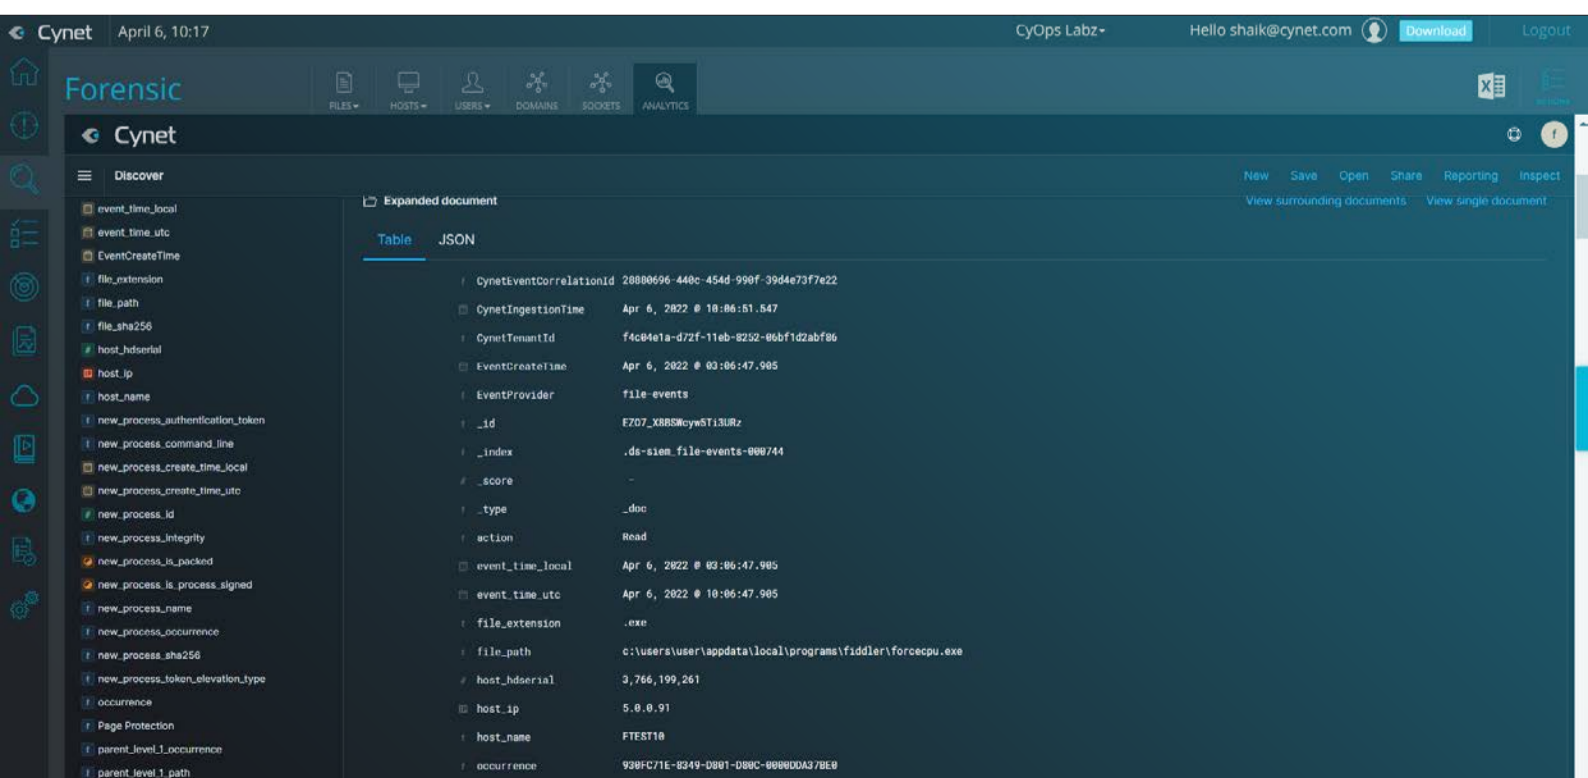 Cynet April 6, 10:17 CyOps Labz Hello shaik@cynet.com Download Logout
Forensic FILES HOSTS USERS DOMAINS SOCKETS ANALYTICS
Cynet f
Discover New Save Open Share Reporting Inspect
Expanded document View surrounding documents View single document
Table JSON
event_time_local
event_time_utc
EventCreateTime
file_extension
file_path
file_sha256
host_hdserial
host_ip
host_name
new_process_authentication_token
new_process_command_line
new_process_create_time_local
new_process_create_time_utc
new_process_id
new_process_integrity
new_process_is_packed
new_process_is_process_signed
new_process_name
new_process_occurrence
new_process_sha256
new_process_token_elevation_type
occurrence
Page Protection
parent_level_1_occurrence
parent_level_1_path
CynetEventCorrelationId 28880696-440c-454d-990f-39d4e73f7e22
CynetIngestionTime Apr 6, 2022 @ 10:06:51.547
CynetTenantId f4c04e1a-d72f-11eb-8252-06bf1d2abf86
EventCreateTime Apr 6, 2022 @ 03:06:47.905
EventProvider file-events
_id
_index .ds-siem_file-events-000744
_score -
_type _doc
action Read
event_time_local Apr 6, 2022 @ 03:06:47.905
event_time_utc Apr 6, 2022 @ 10:06:47.905
file_extension .exe
file_path c:\users\user\appdata\local\programs\fiddler\forcecpu.exe
host_hdserial 3,766,199,261
host_ip 5.0.0.91
host_name FTEST10
occurrence 930FC71E-8349-D801-D80C-0000DDA37BE0